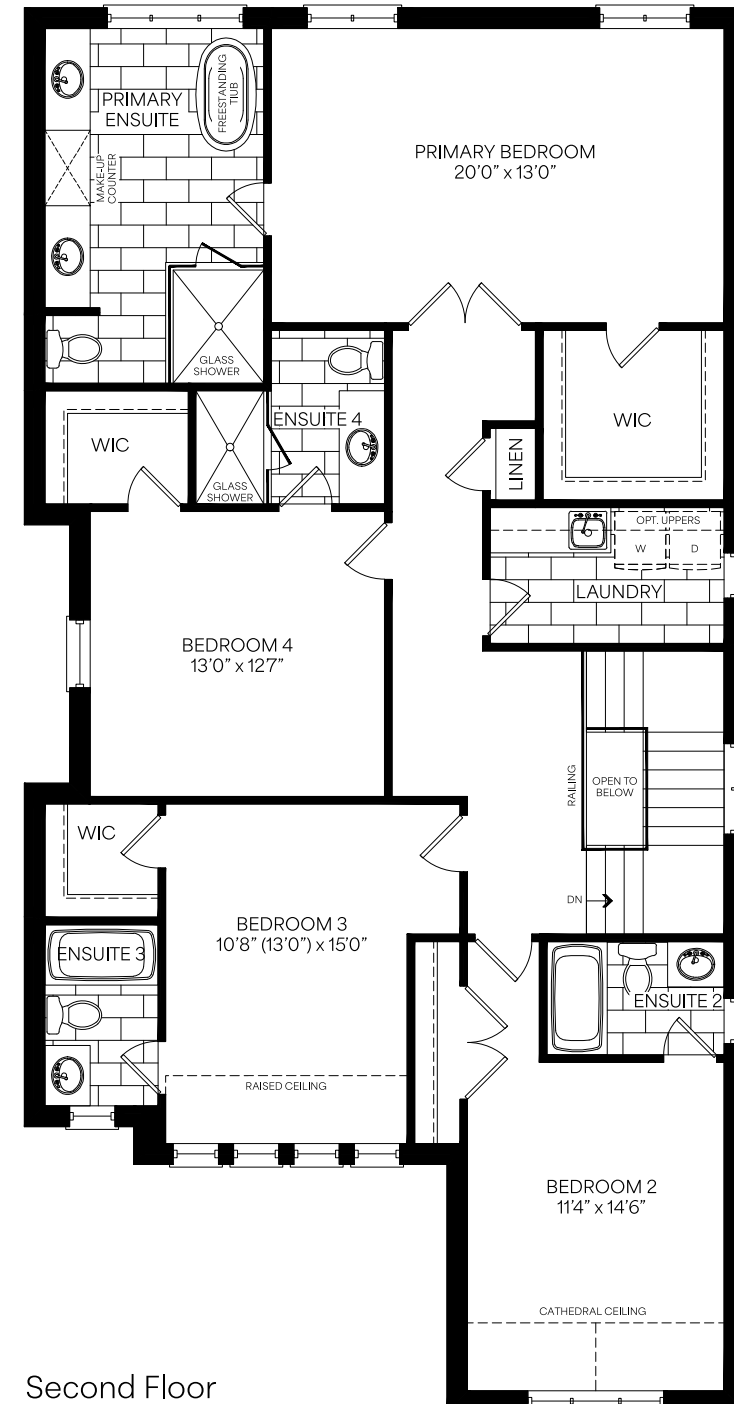 PRIMARY
ENSUITE
FREESTANDING
TIUB
MAKE-UP
COUNTER
PRIMARY BEDROOM
20'0" x 13'0"
GLASS
SHOWER
ENSUITE 4
WIC
GLASS
SHOWER
LINEN
WIC
OPT. UPPERS
W
D
LAUNDRY
BEDROOM 4
13'0" x 127"
RAILING
OPEN TO
BELOW
DN
WIC
BEDROOM 3
10'8" (13'0") x 15'0"
ENSUITE 3
ENSUITE 2
RAISED CEILING
BEDROOM 2
11'4" x 14'6"
CATHEDRAL CEILING
Second Floor